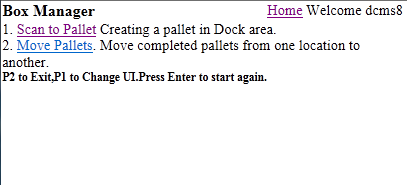 Box Manager Home Welcome dcms8
1. Scan to Pallet Creating a pallet in Dock area.
2. Move Pallets. Move completed pallets from one location to
another.
P2 to Exit,P1 to Change UI.Press Enter to start again.